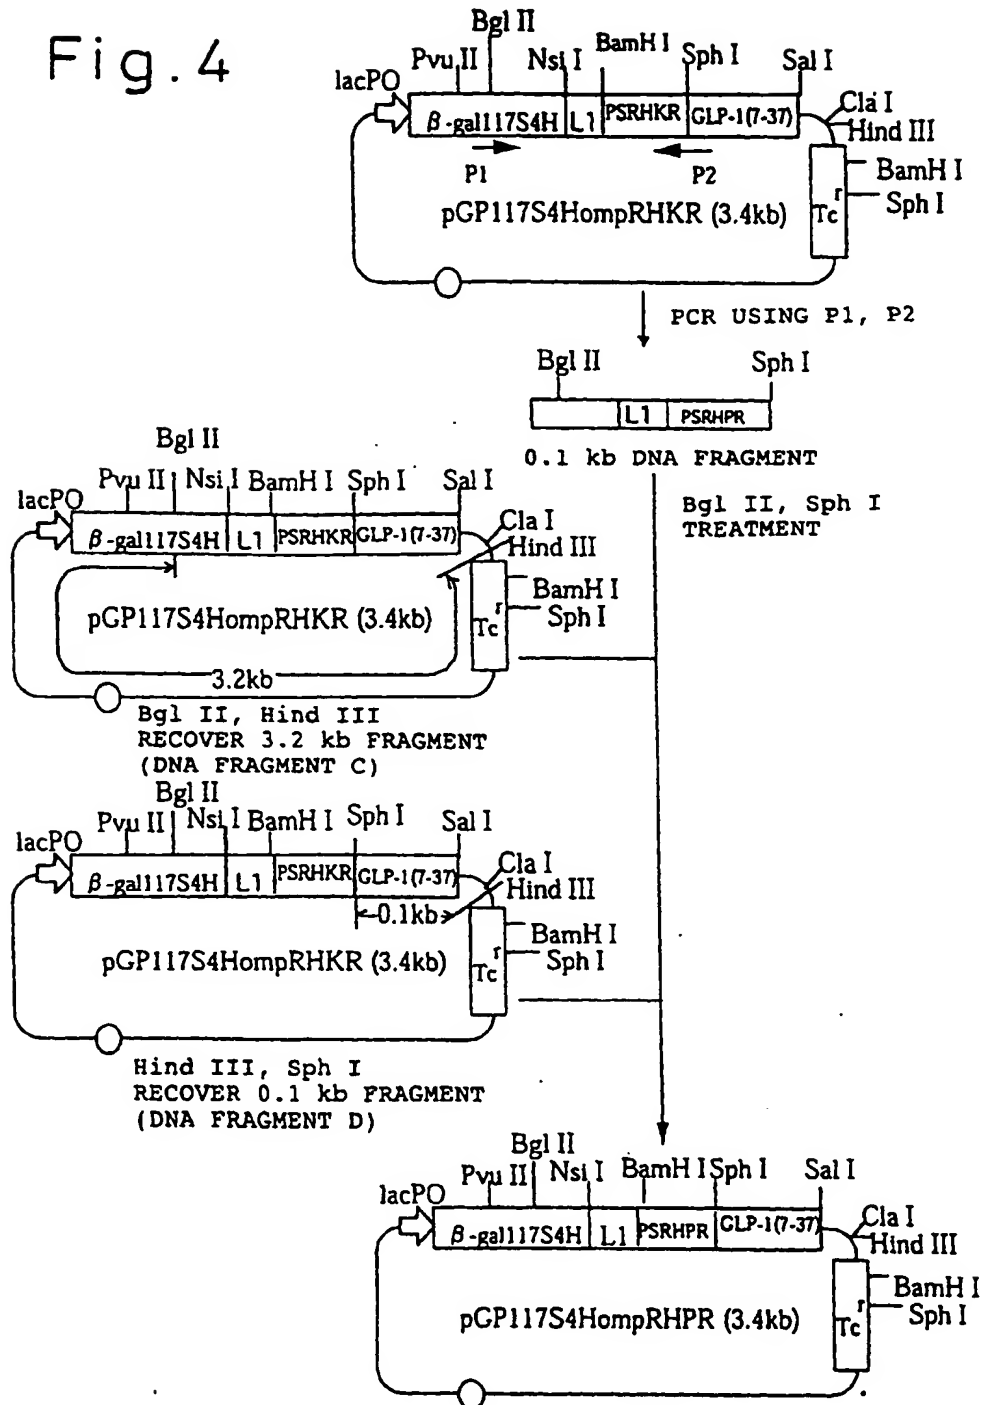 Fig. 4
Bgl II
Pvu II
Nsi I
BamH I
Sph I
Sal I
lacPO
β-gal117S4H
L1
PSRHKR
GLP-1(7-37)
Cla I
Hind III
P1
P2
BamH I
Sph I
Tc r
pGP117S4HompRHKR (3.4kb)
PCR USING P1, P2
Bgl II
Sph I
L1
PSRHPR
0.1 kb DNA FRAGMENT
Bgl II, Sph I
TREATMENT
Bgl II
Pvu II
Nsi I
BamH I
Sph I
Sal I
lacPO
β-gal117S4H
L1
PSRHKR
GLP-1(7-37)
Cla I
Hind III
BamH I
Sph I
Tc r
pGP117S4HompRHKR (3.4kb)
3.2kb
Bgl II, Hind III
RECOVER 3.2 kb FRAGMENT
(DNA FRAGMENT C)
Bgl II
Pvu II
Nsi I
BamH I
Sph I
Sal I
lacPO
β-gal117S4H
L1
PSRHKR
GLP-1(7-37)
Cla I
Hind III
0.1kb
BamH I
Sph I
Tc r
pGP117S4HompRHKR (3.4kb)
Hind III, Sph I
RECOVER 0.1 kb FRAGMENT
(DNA FRAGMENT D)
Bgl II
Pvu II
Nsi I
BamH I
Sph I
Sal I
lacPO
β-gal117S4H
L1
PSRHPR
GLP-1(7-37)
Cla I
Hind III
BamH I
Sph I
Tc r
pGP117S4HompRHPR (3.4kb)